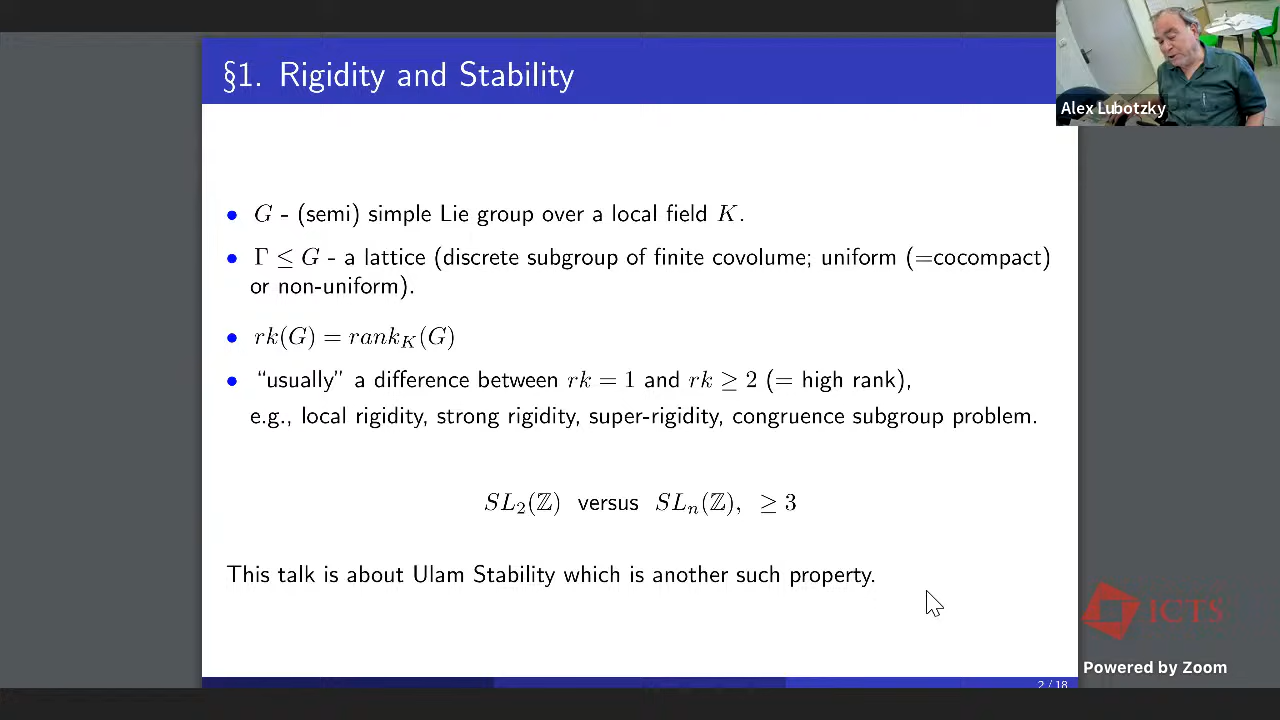 §1. Rigidity and Stability
Alex Lubotzky
• G - (semi) simple Lie group over a local field K.
• Γ ≤ G - a lattice (discrete subgroup of finite covolume; uniform (=cocompact)
or non-uniform).
• rk(G) = rank_K(G)
• “usually” a difference between rk = 1 and rk ≥ 2 (= high rank),
e.g., local rigidity, strong rigidity, super-rigidity, congruence subgroup problem.
SL₂(ℤ) versus SLₙ(ℤ), ≥ 3
This talk is about Ulam Stability which is another such property.
ICTS
Powered by Zoom
2 / 18